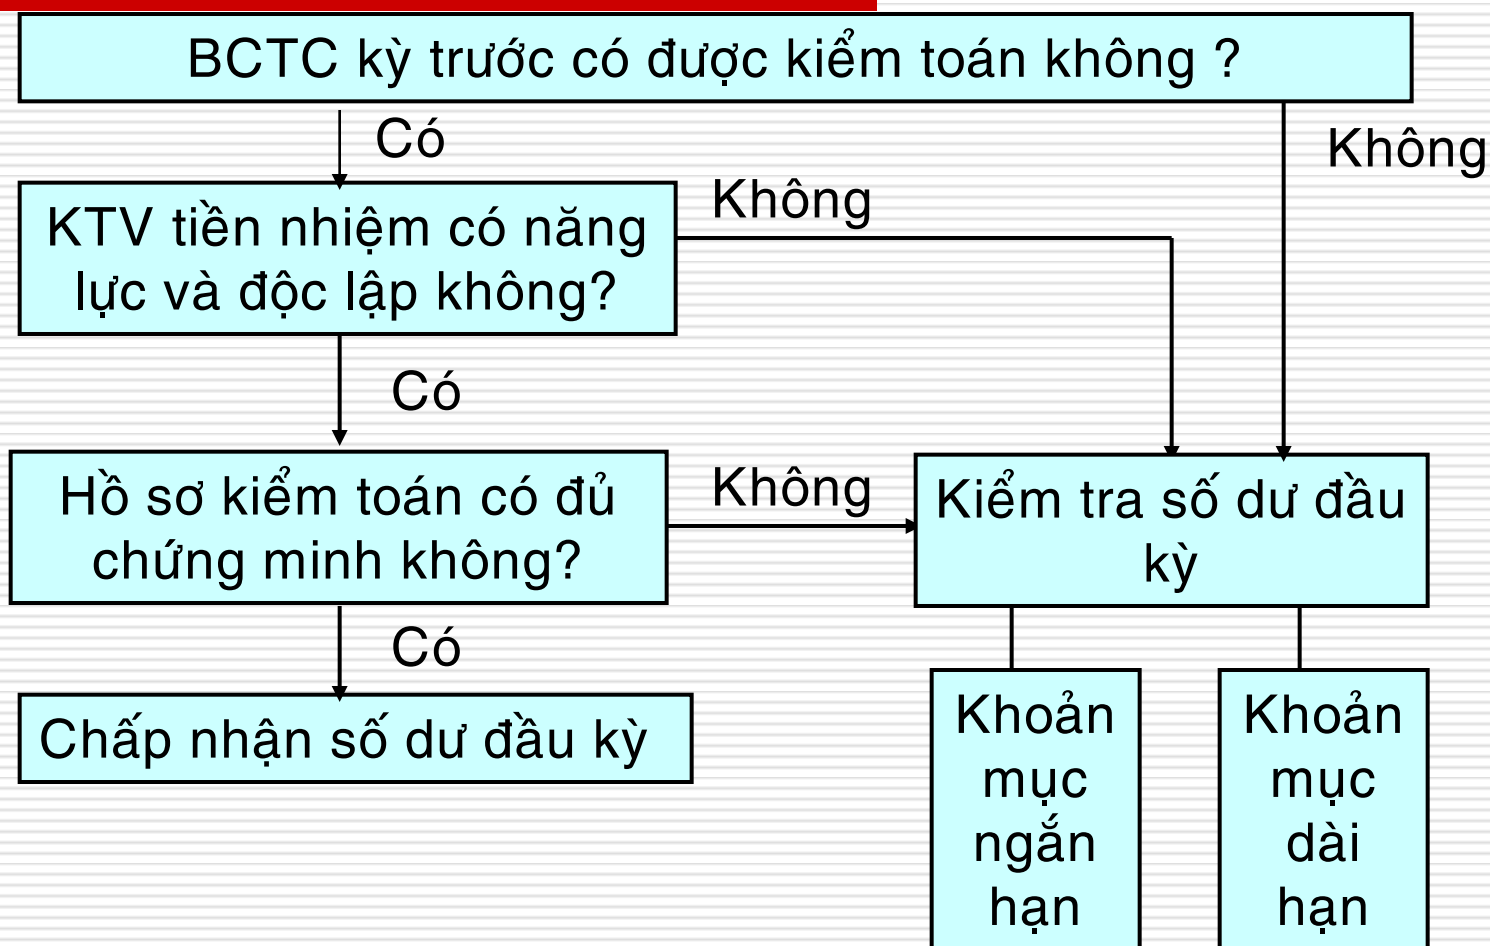 BCTC kỳ trước có được kiểm toán không ?
Có
Không
KTV tiền nhiệm có năng
lực và độc lập không?
Không
Có
Hồ sơ kiểm toán có đủ
chứng minh không?
Không
Kiểm tra số dư đầu
kỳ
Có
Chấp nhận số dư đầu kỳ
Khoản
mục
ngắn
hạn
Khoản
mục
dài
hạn